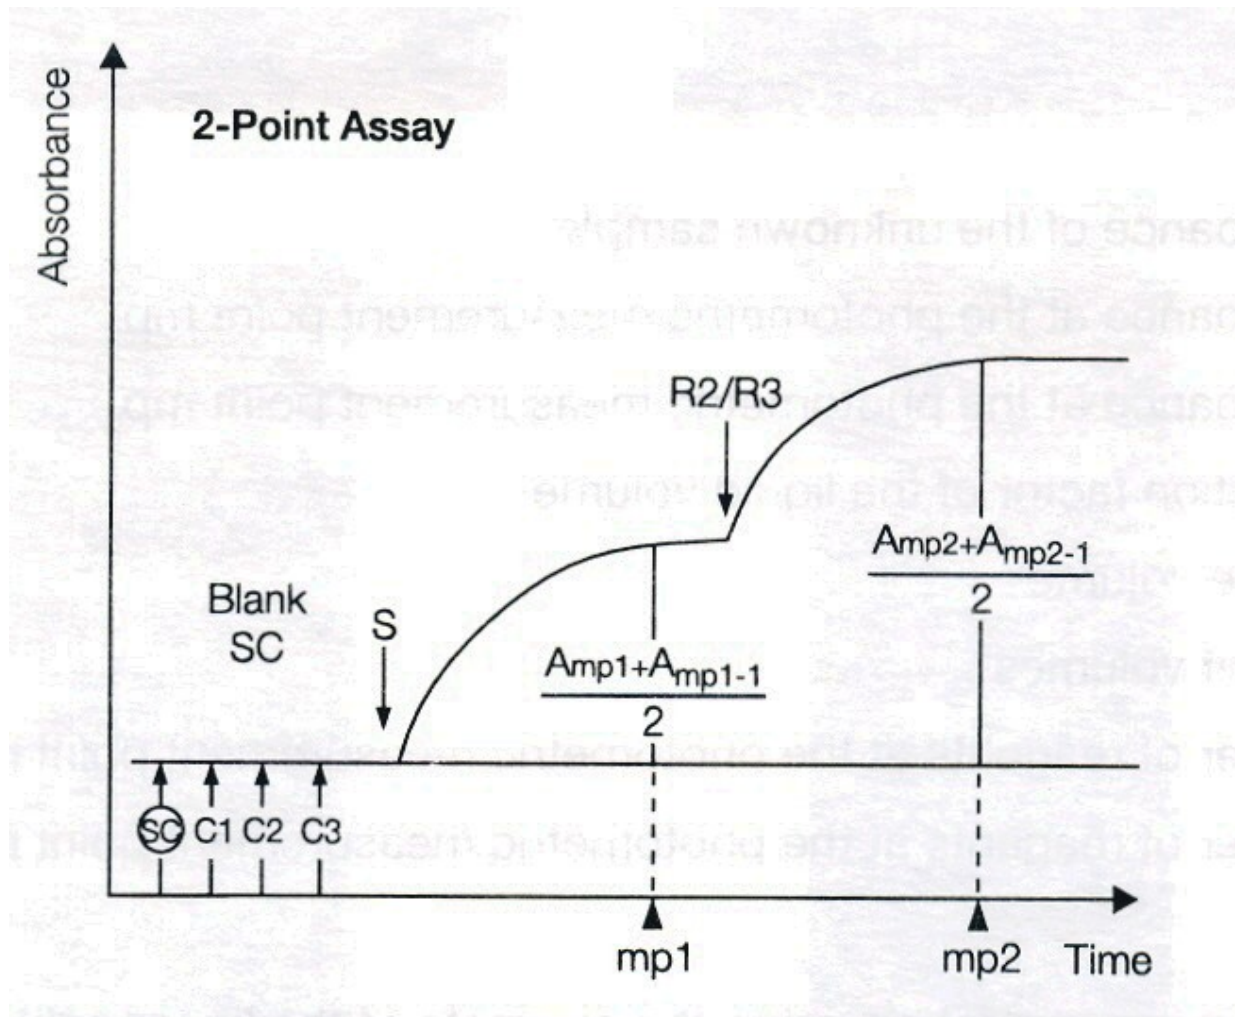 Absorbance
2-Point Assay
R2/R3
Amp2+Amp2-1
2
Blank
SC
S
Amp1+Amp1-1
2
SC C1 C2 C3
mp1 mp2 Time